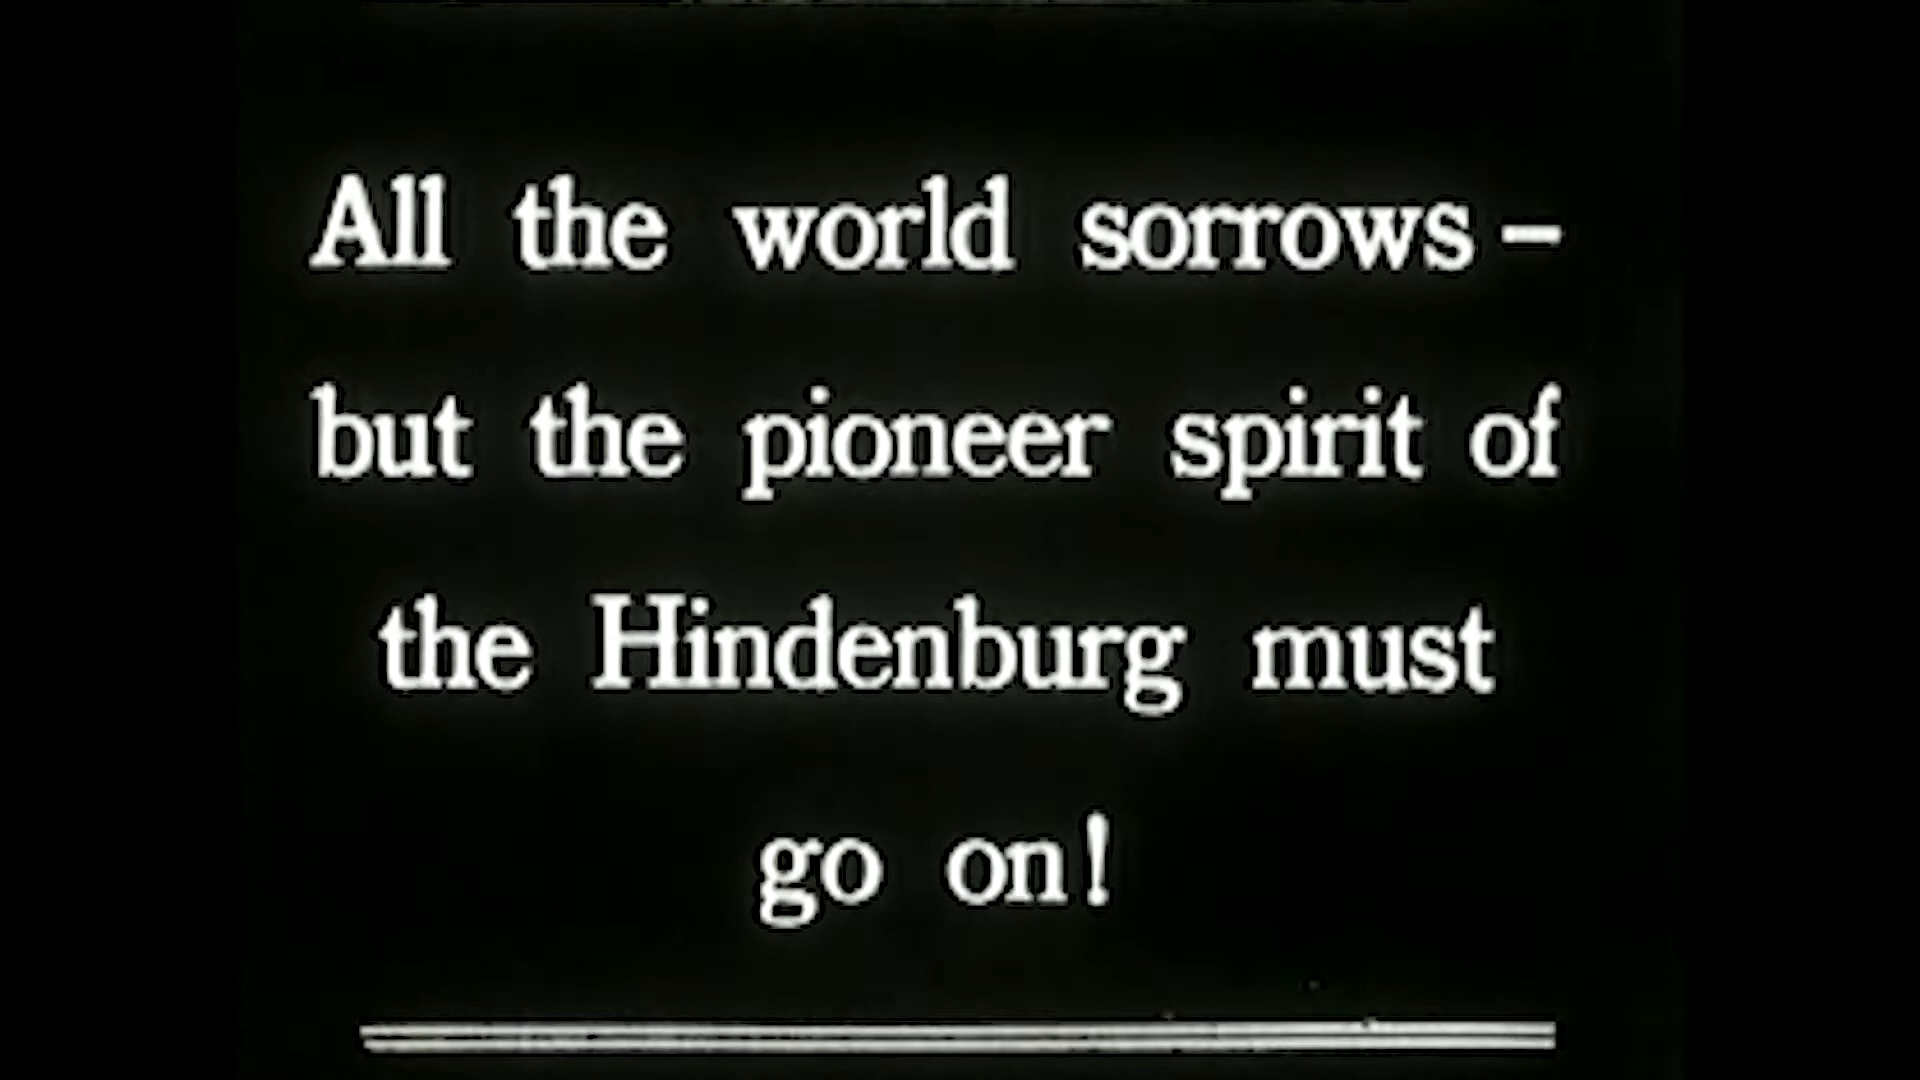 All the world sorrows –
but the pioneer spirit of
the Hindenburg must
go on!